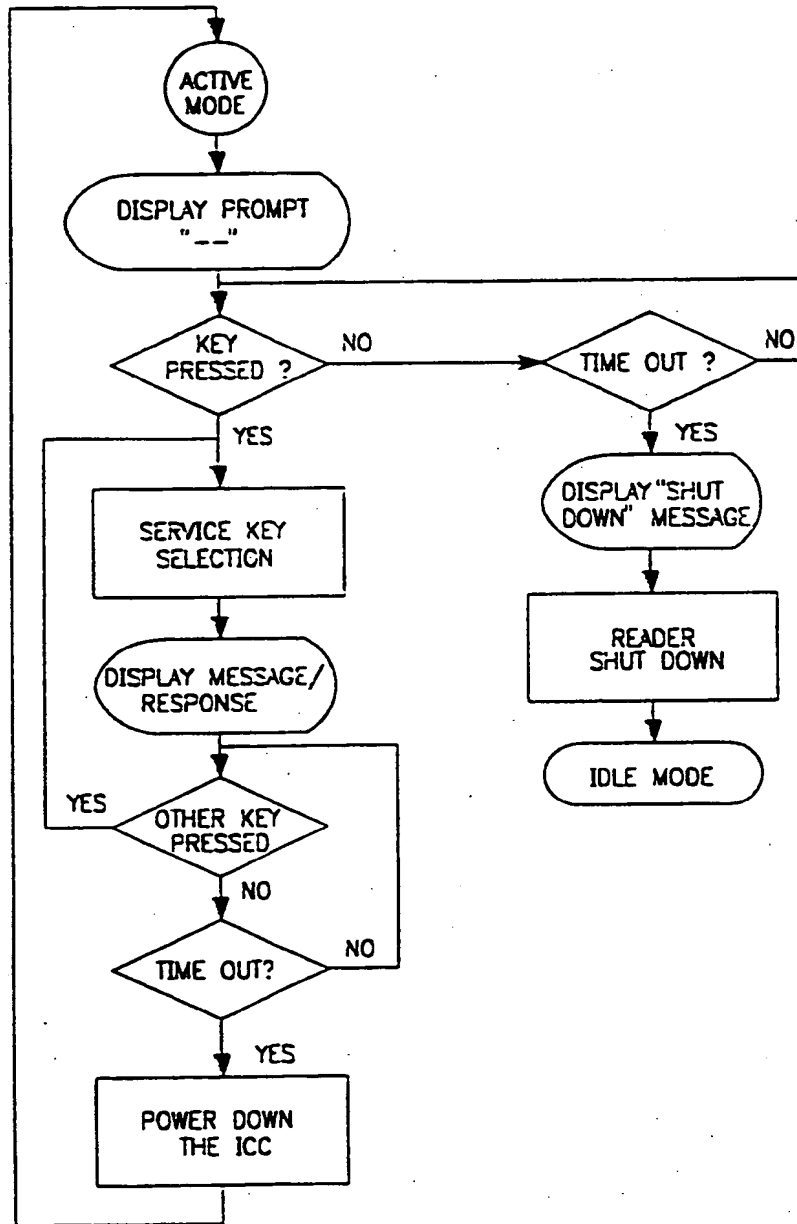 ACTIVE
MODE
DISPLAY PROMPT
"__"
KEY
PRESSED ?
NO
TIME OUT ?
NO
YES
YES
SERVICE KEY
SELECTION
DISPLAY "SHUT
DOWN" MESSAGE
DISPLAY MESSAGE/
RESPONSE
READER
SHUT DOWN
IDLE MODE
YES
OTHER KEY
PRESSED
NO
TIME OUT?
NO
YES
POWER DOWN
THE ICC